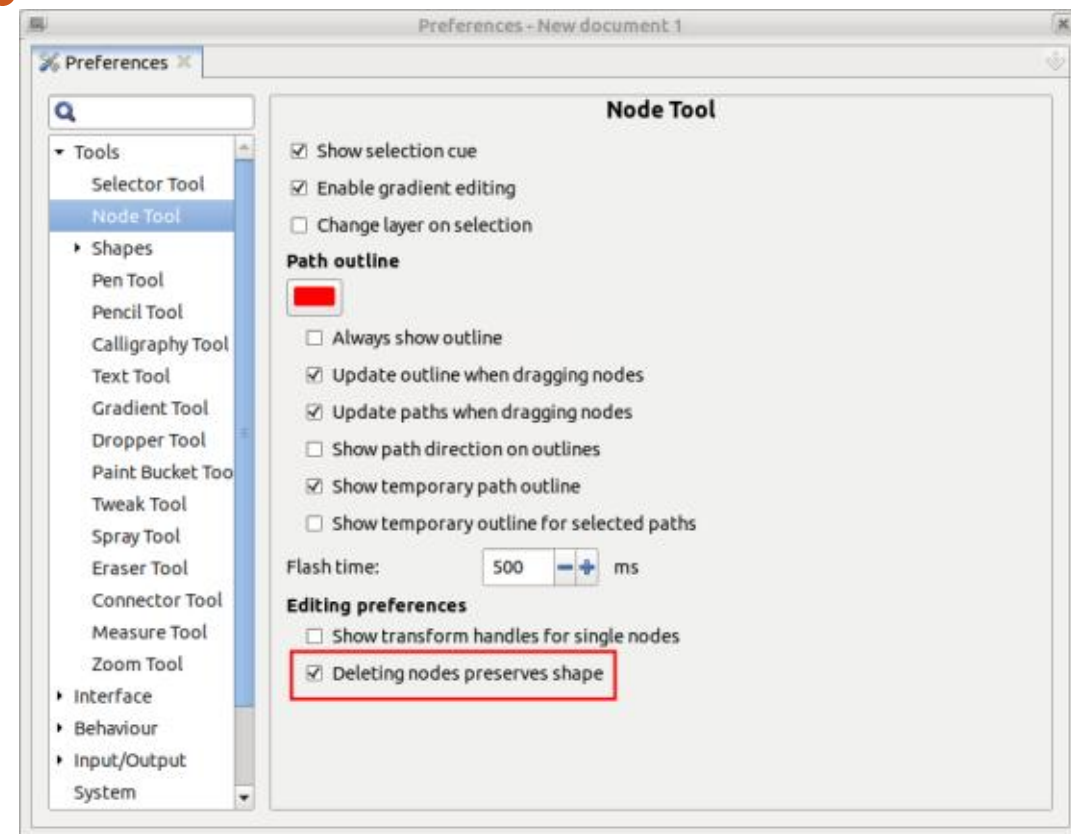 Preferences - New document 1
Preferences
Node Tool
Tools
Selector Tool
Node Tool
Shapes
Pen Tool
Pencil Tool
Calligraphy Tool
Text Tool
Gradient Tool
Dropper Tool
Paint Bucket Too
Tweak Tool
Spray Tool
Eraser Tool
Connector Tool
Measure Tool
Zoom Tool
Interface
Behaviour
Input/Output
System
Show selection cue
Enable gradient editing
Change layer on selection
Path outline
Always show outline
Update outline when dragging nodes
Update paths when dragging nodes
Show path direction on outlines
Show temporary path outline
Show temporary outline for selected paths
Flash time: 500 ms
Editing preferences
Show transform handles for single nodes
Deleting nodes preserves shape